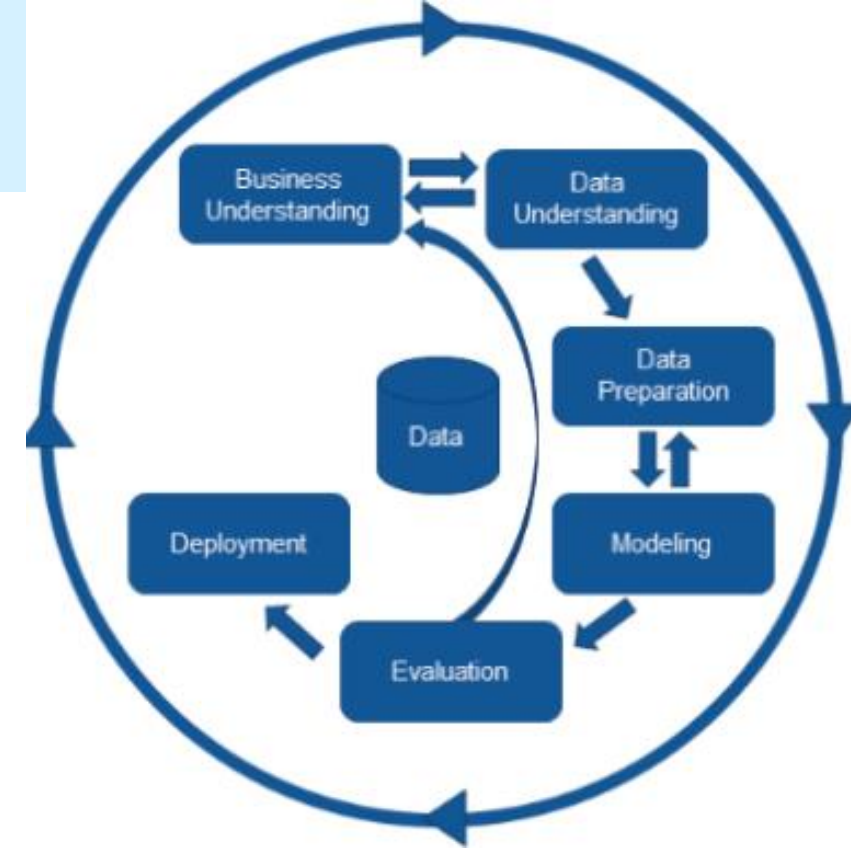 Business
Understanding
Data
Understanding
Data
Preparation
Data
Modeling
Deployment
Evaluation